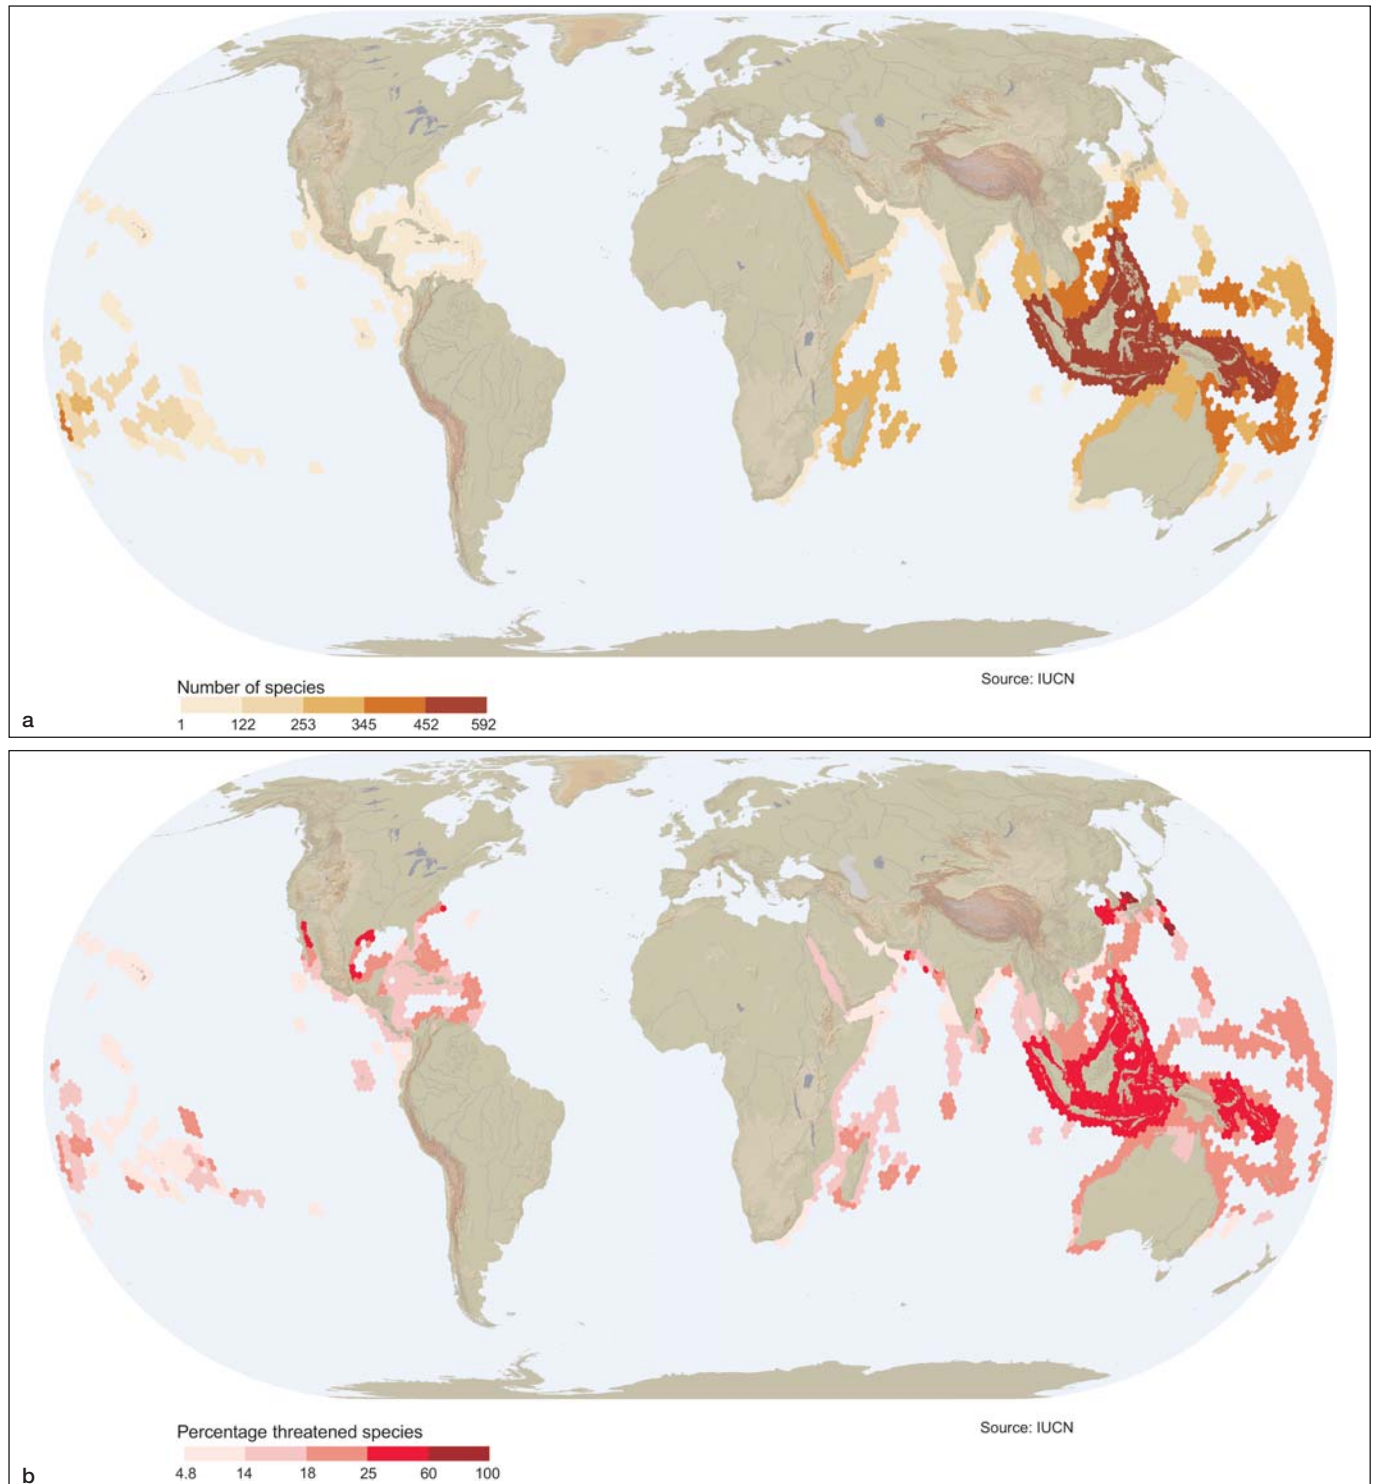 Number of species
1 122 253 345 452 592
Source: IUCN
a
Percentage threatened species
4.8 14 18 25 60 100
Source: IUCN
b